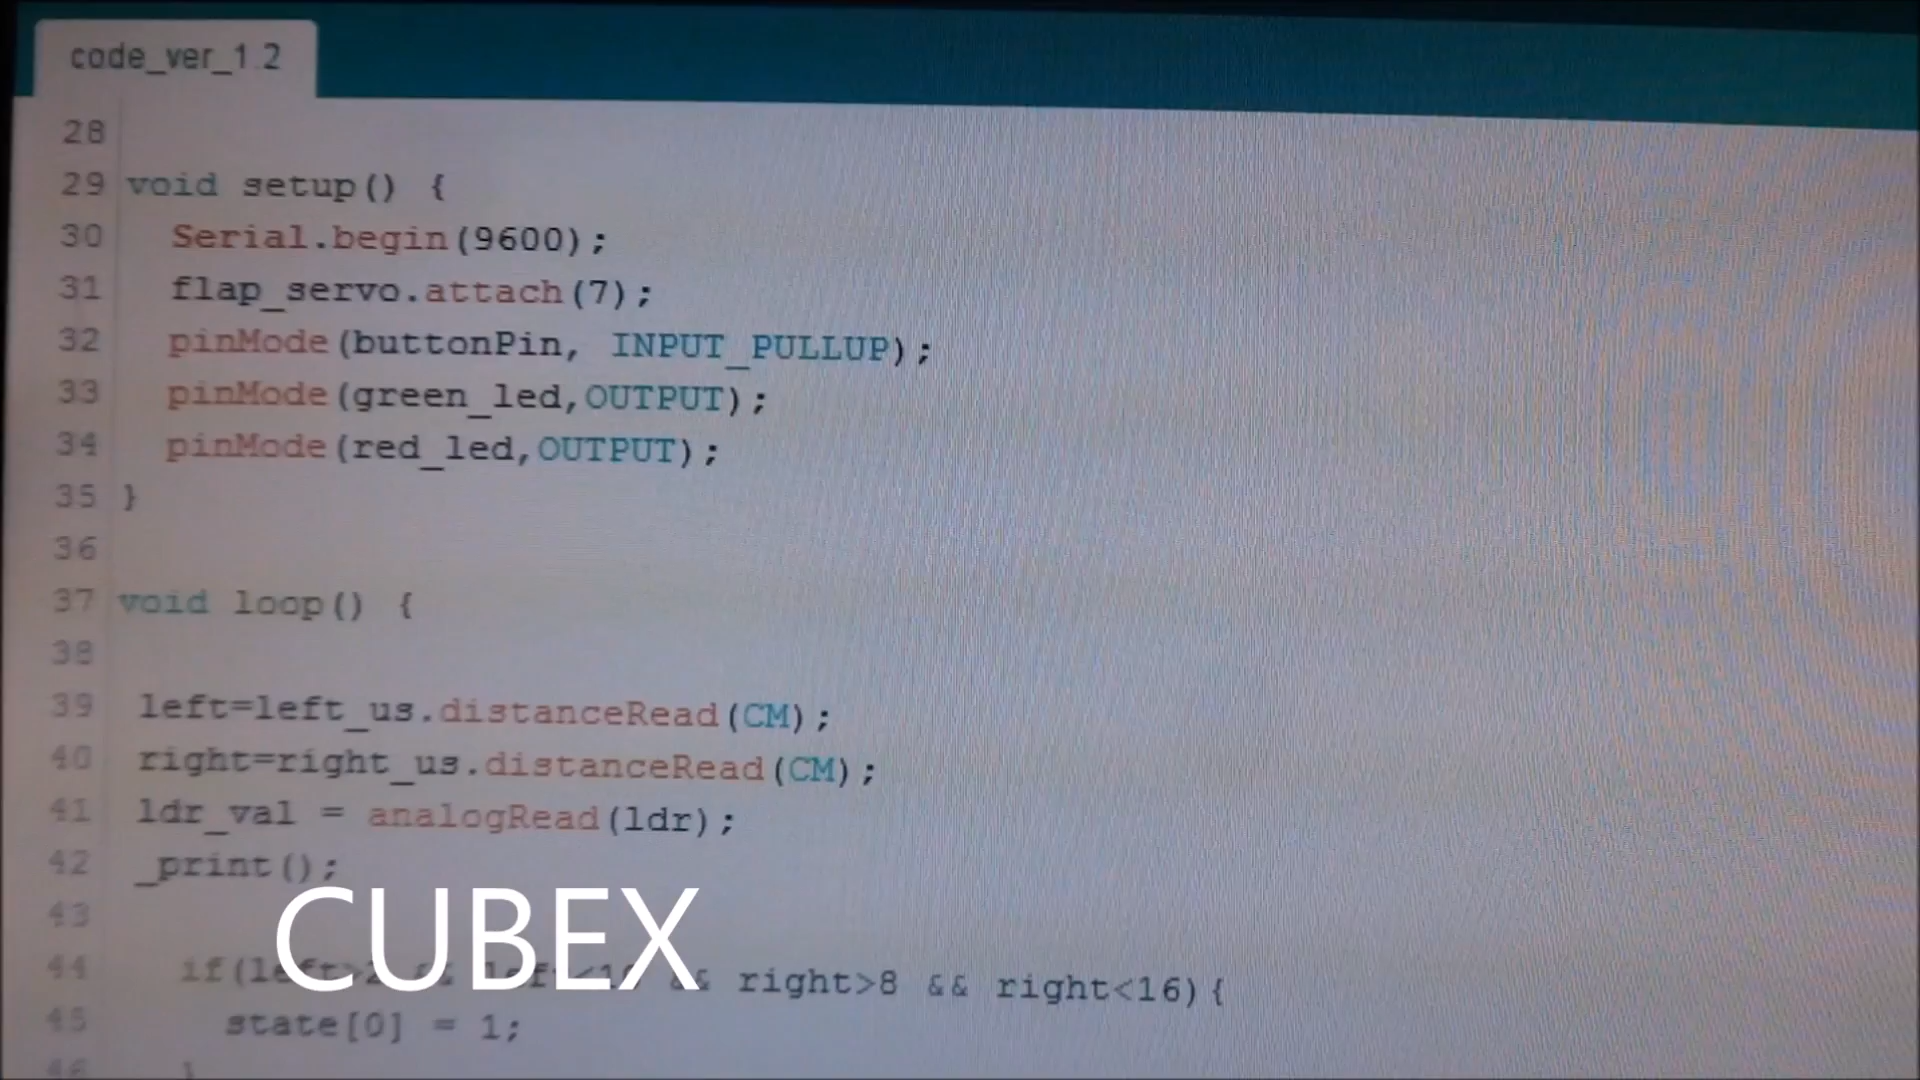 code_ver_1.2
28
29 void setup() {
30 Serial.begin(9600);
31 flap_servo.attach(7);
32 pinMode(buttonPin, INPUT_PULLUP);
33 pinMode(green_led,OUTPUT);
34 pinMode(red_led,OUTPUT);
35 }
36
37 void loop() {
38
39 left=left_us.distanceRead(CM);
40 right=right_us.distanceRead(CM);
41 ldr_val = analogRead(ldr);
42 _print();
43
CUBEX
44 if(left> && right>8 && right<16){
45 state[0] = 1;
46 }